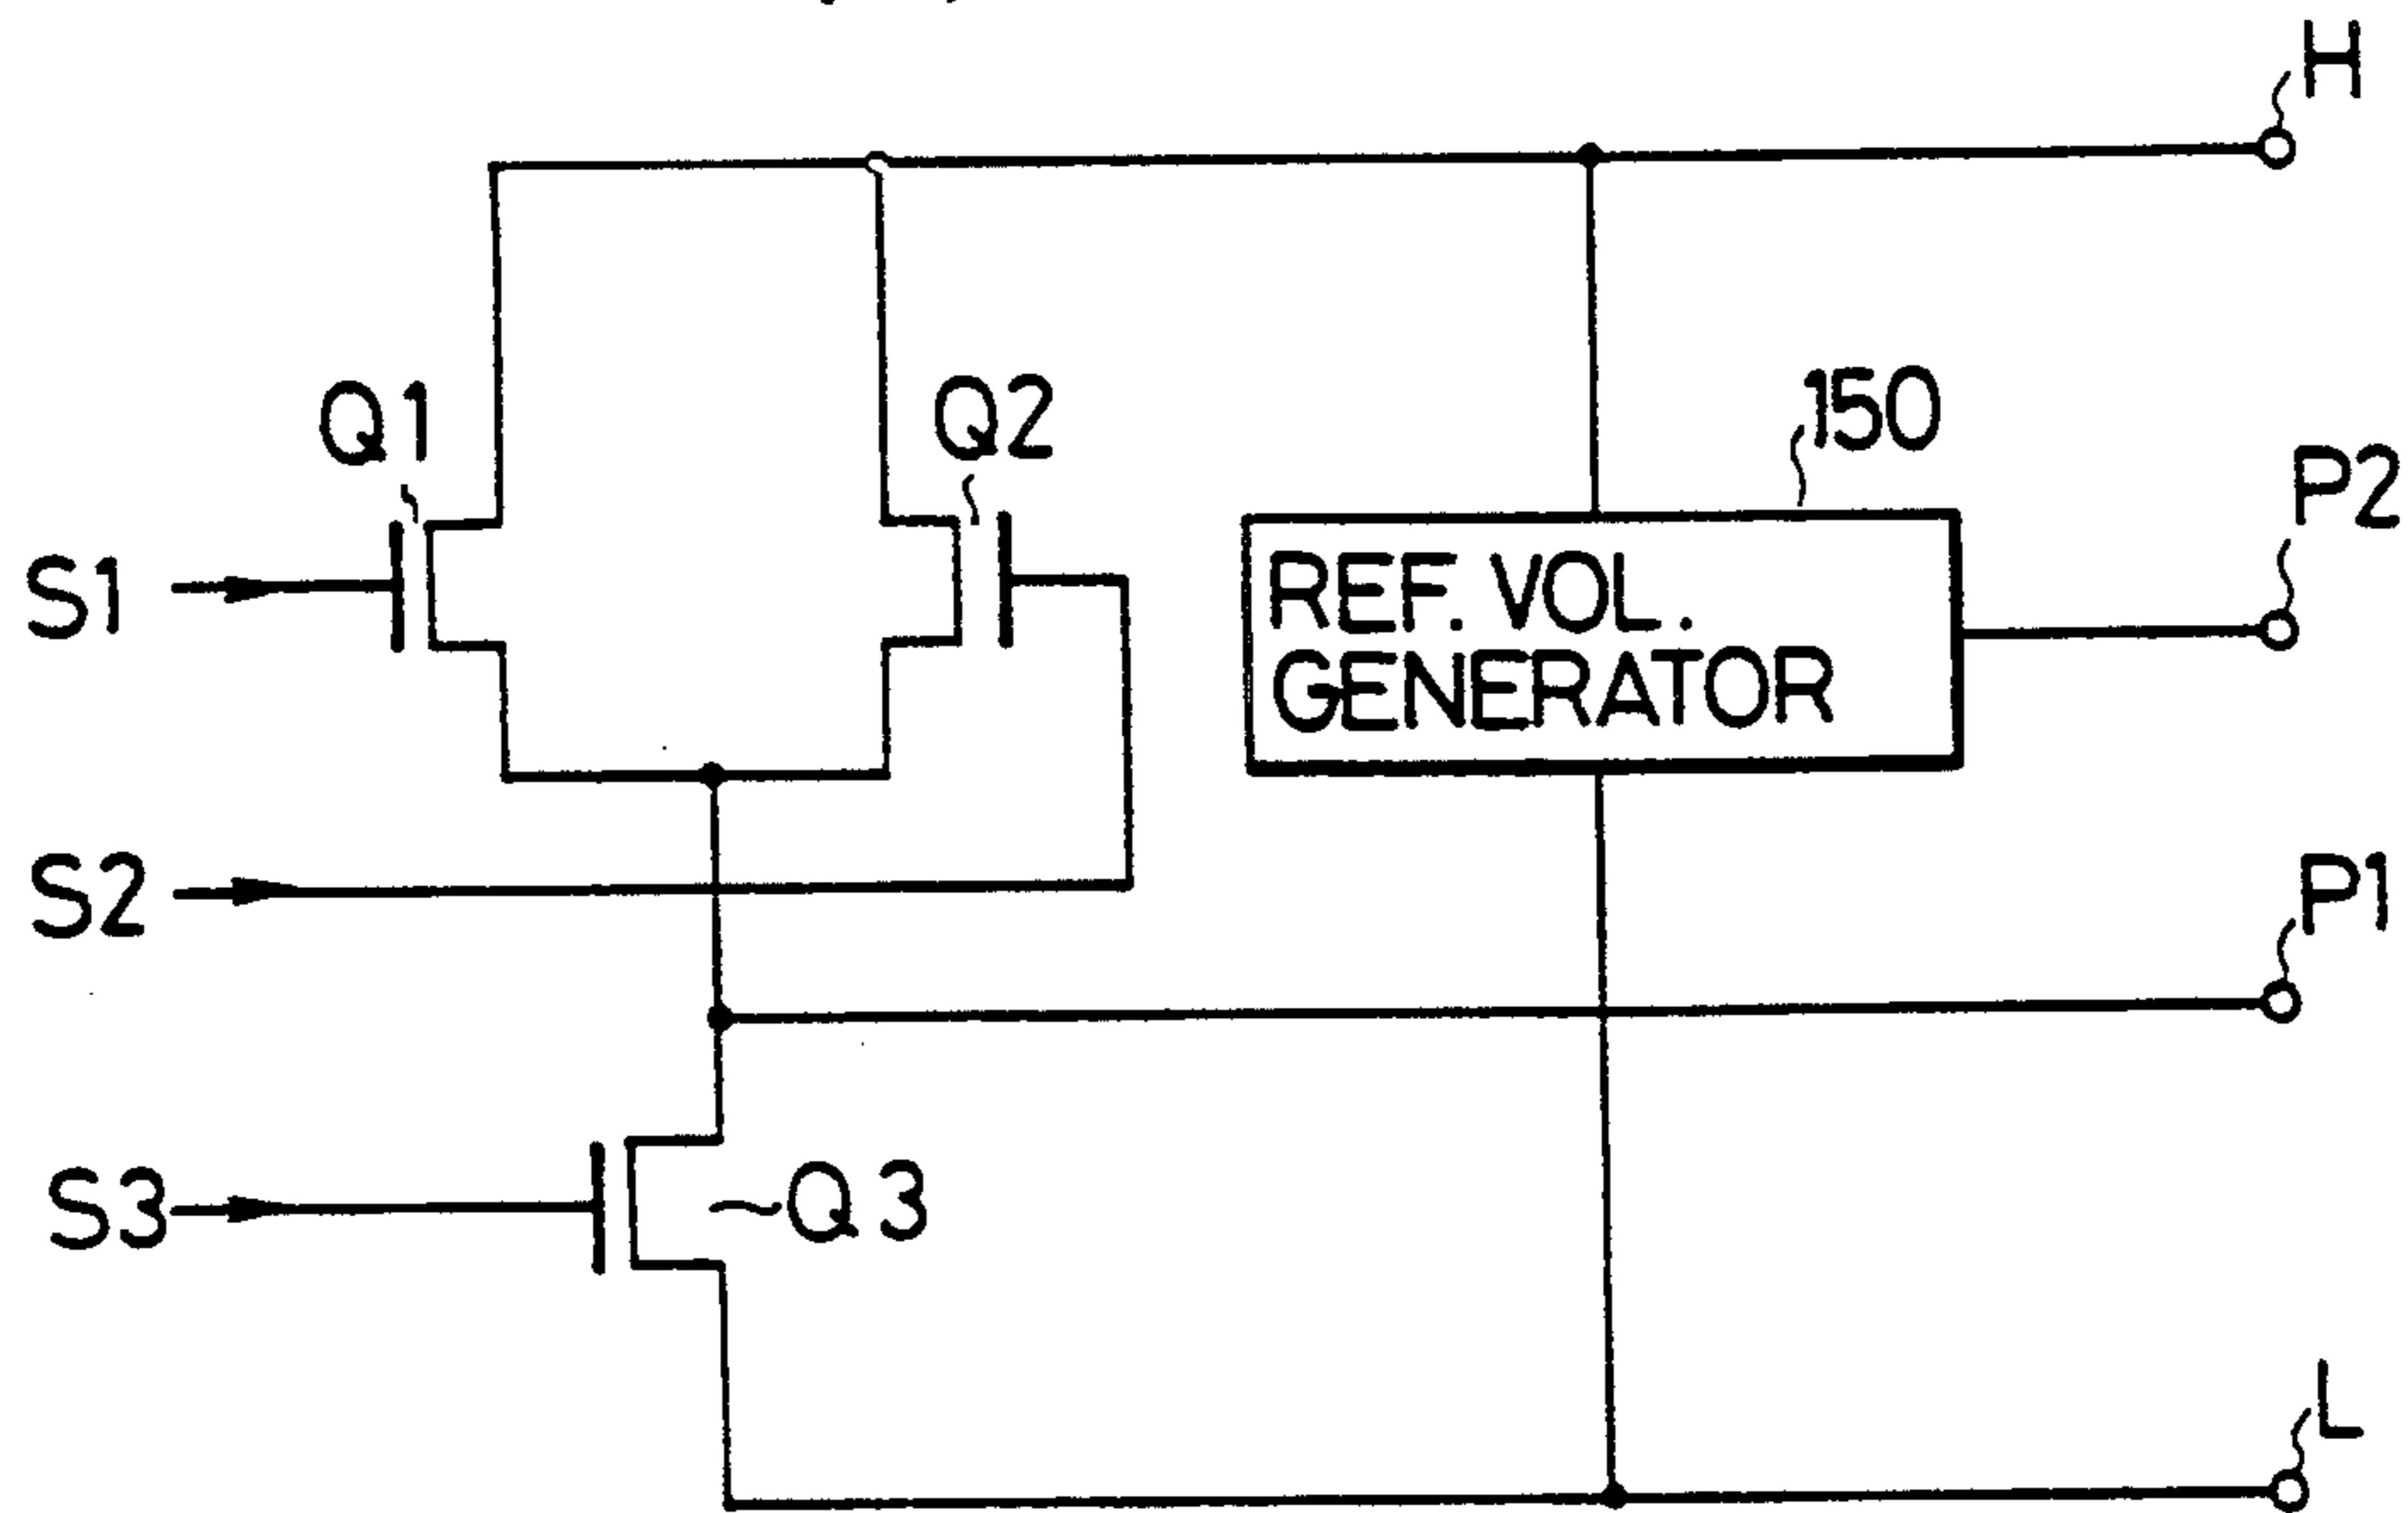 H
Q1
Q2
150
P2
S1
REF. VOL.
GENERATOR
S2
P1
S3
Q3
L